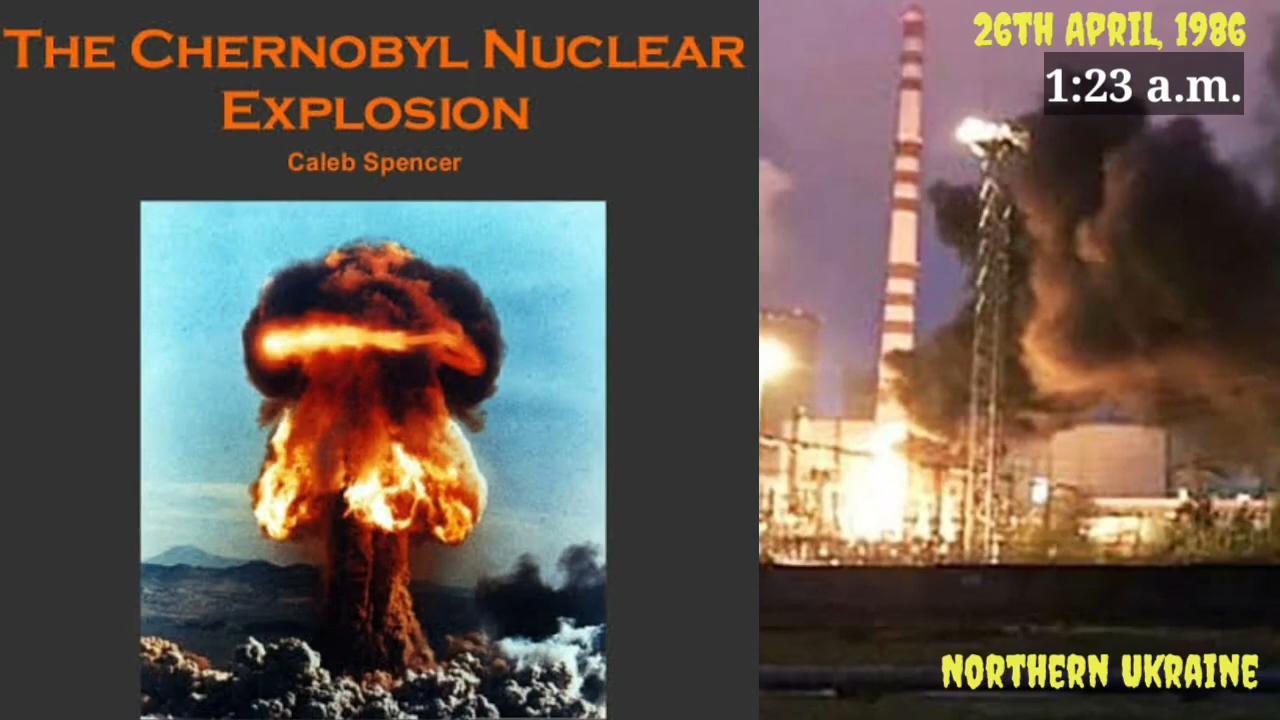 THE CHERNOBYL NUCLEAR
EXPLOSION
Caleb Spencer
26TH APRIL, 1986
1:23 a.m.
NORTHERN UKRAINE